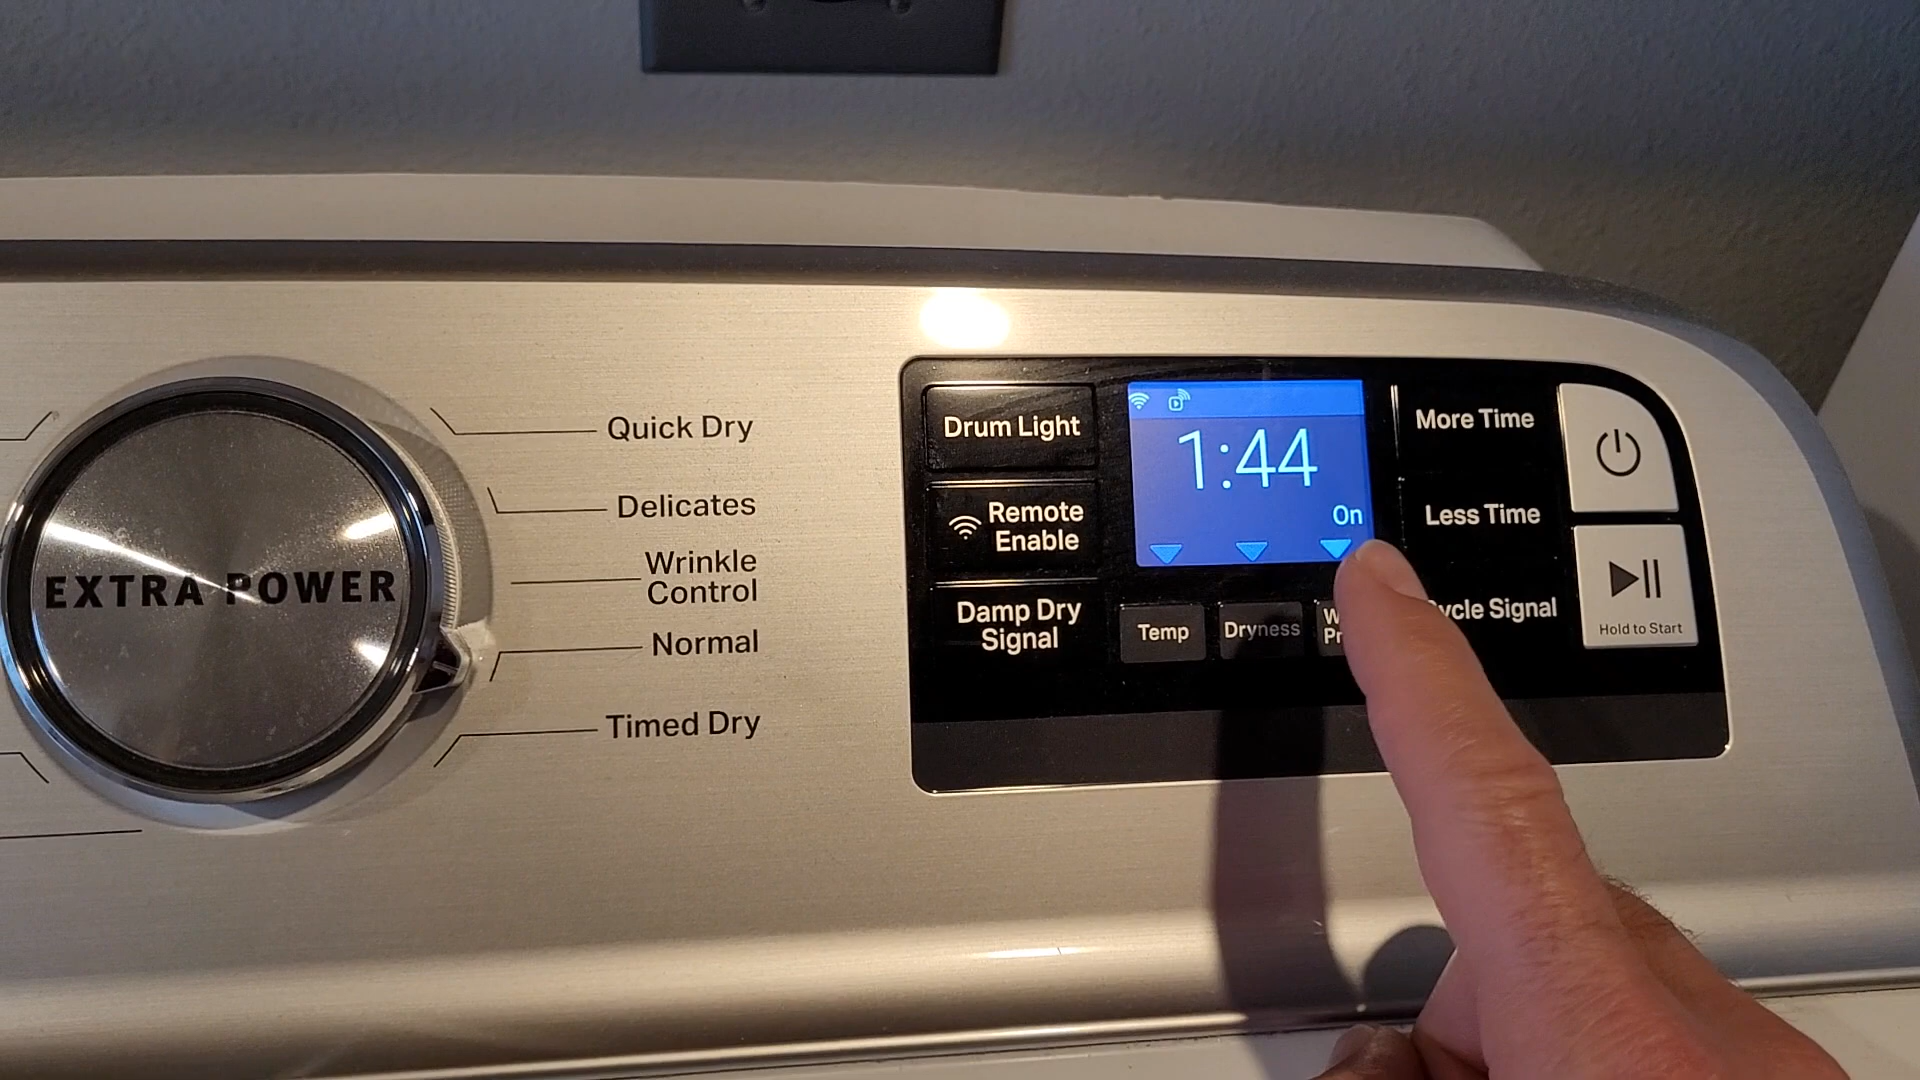 EXTRA POWER
Quick Dry
Delicates
Wrinkle
Control
Normal
Timed Dry
Drum Light
Remote
Enable
Damp Dry
Signal
1:44
On
Temp
Dryness
More Time
Less Time
Signal
Hold to Start